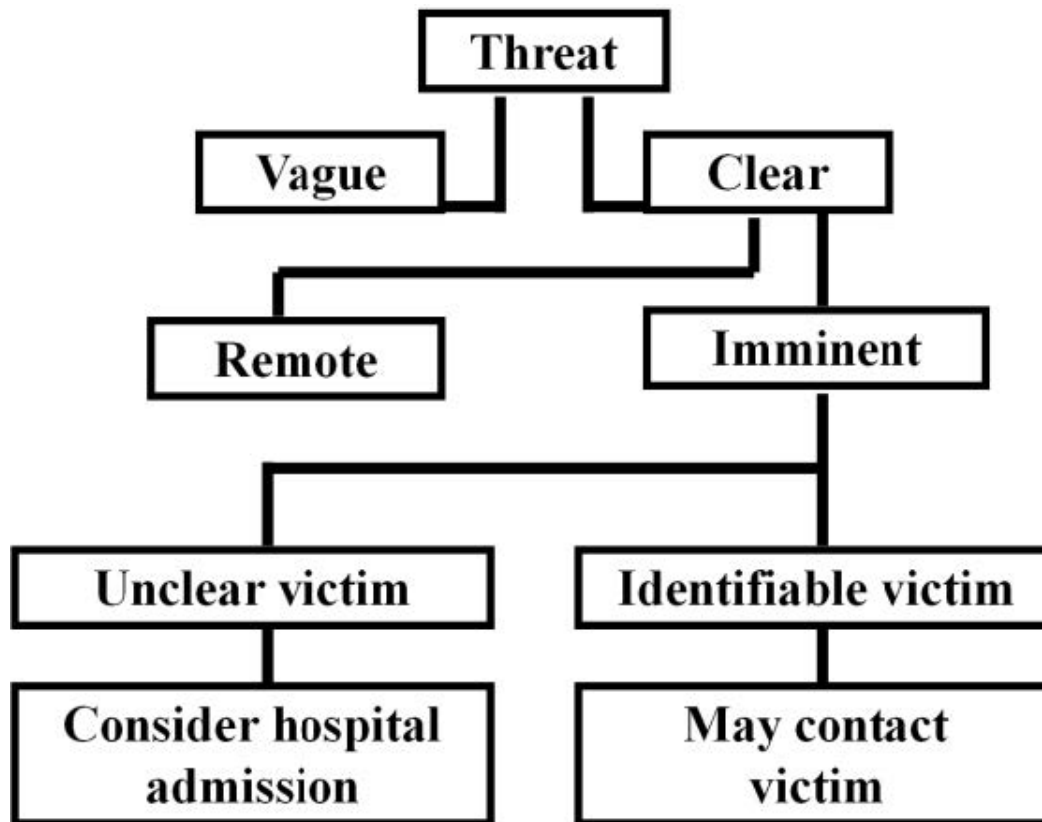 Threat
Vague
Clear
Remote
Imminent
Unclear victim
Identifiable victim
Consider hospital
admission
May contact
victim